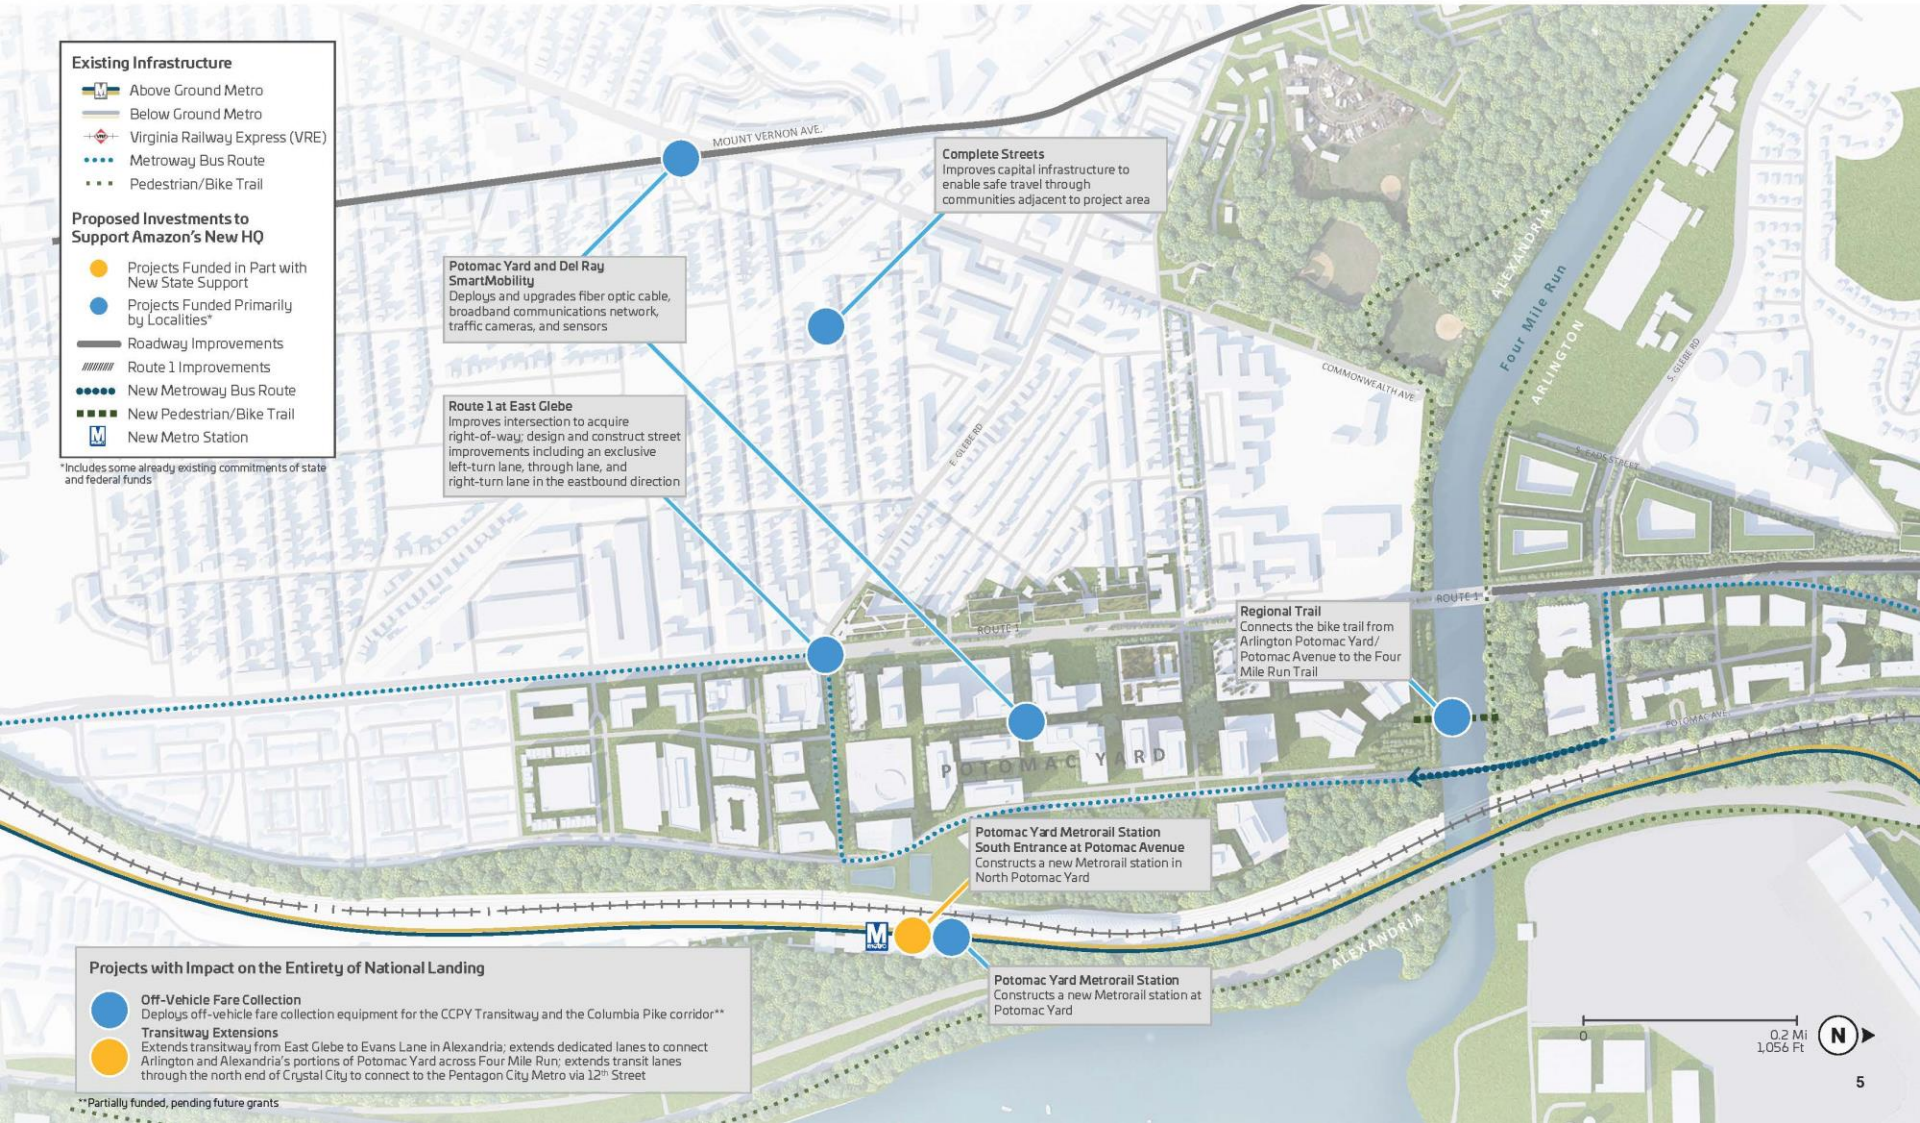 Existing Infrastructure
Above Ground Metro
Below Ground Metro
Virginia Railway Express (VRE)
Metroway Bus Route
Pedestrian/Bike Trail
Proposed Investments to
Support Amazon's New HQ
Projects Funded in Part with
New State Support
Projects Funded Primarily
by Localities*
Roadway Improvements
Route 1 Improvements
New Metroway Bus Route
New Pedestrian/Bike Trail
M
New Metro Station
*Includes some already existing commitments of state
and federal funds
MOUNT VERNON AVE.
Complete Streets
Improves capital infrastructure to
enable safe travel through
communities adjacent to project area
Potomac Yard and Del Ray
SmartMobility
Deploys and upgrades fiber optic cable,
broadband communications network,
traffic cameras, and sensors
Route 1 at East Glebe
Improves intersection to acquire
right-of-way; design and construct street
improvements including an exclusive
left-turn lane, through lane, and
right-turn lane in the eastbound direction
E. GLEBE RD
COMMONWEALTH AVE
ALEXANDRIA
Four Mile Run
ARLINGTON
S. GLEBE RD
S. EADS STREET
ROUTE 1
ROUTE 1
Regional Trail
Connects the bike trail from
Arlington Potomac Yard/
Potomac Avenue to the Four
Mile Run Trail
POTOMAC AVE
POTOMAC YARD
Potomac Yard Metrorail Station
South Entrance at Potomac Avenue
Constructs a new Metrorail station in
North Potomac Yard
M
metro
Potomac Yard Metrorail Station
Constructs a new Metrorail station at
Potomac Yard
ALEXANDRIA
Projects with Impact on the Entirety of National Landing
Off-Vehicle Fare Collection
Deploys off-vehicle fare collection equipment for the CCPY Transitway and the Columbia Pike corridor**
Transitway Extensions
Extends transitway from East Glebe to Evans Lane in Alexandria; extends dedicated lanes to connect
Arlington and Alexandria's portions of Potomac Yard across Four Mile Run; extends transit lanes
through the north end of Crystal City to connect to the Pentagon City Metro via 12th Street
**Partially funded, pending future grants
0
0.2 Mi
1,056 Ft
N
5